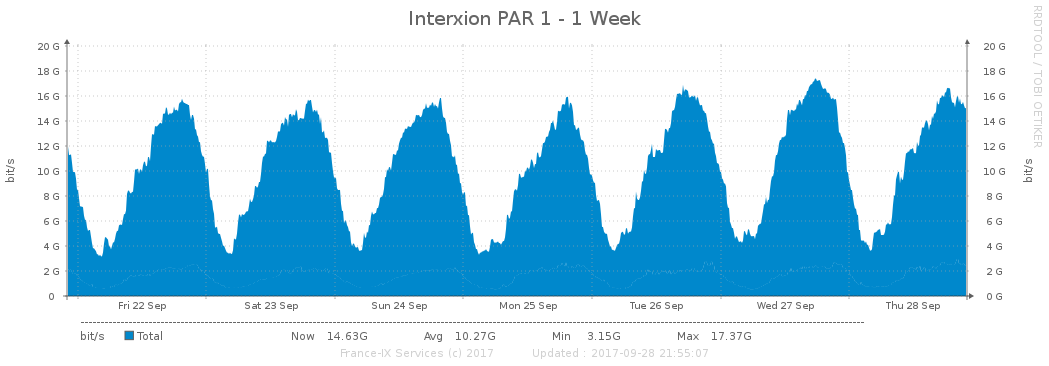 Interxion PAR 1 - 1 Week
RRDTOOL / TOBI OETIKER
bit/s
20 G
18 G
16 G
14 G
12 G
10 G
8 G
6 G
4 G
2 G
0
20 G
18 G
16 G
14 G
12 G
10 G
8 G
6 G
4 G
2 G
0 G
bit/s
Fri 22 Sep Sat 23 Sep Sun 24 Sep Mon 25 Sep Tue 26 Sep Wed 27 Sep Thu 28 Sep
bit/s Total Now 14.63G Avg 10.27G Min 3.15G Max 17.37G
France-IX Services (c) 2017 Updated : 2017-09-28 21:55:07